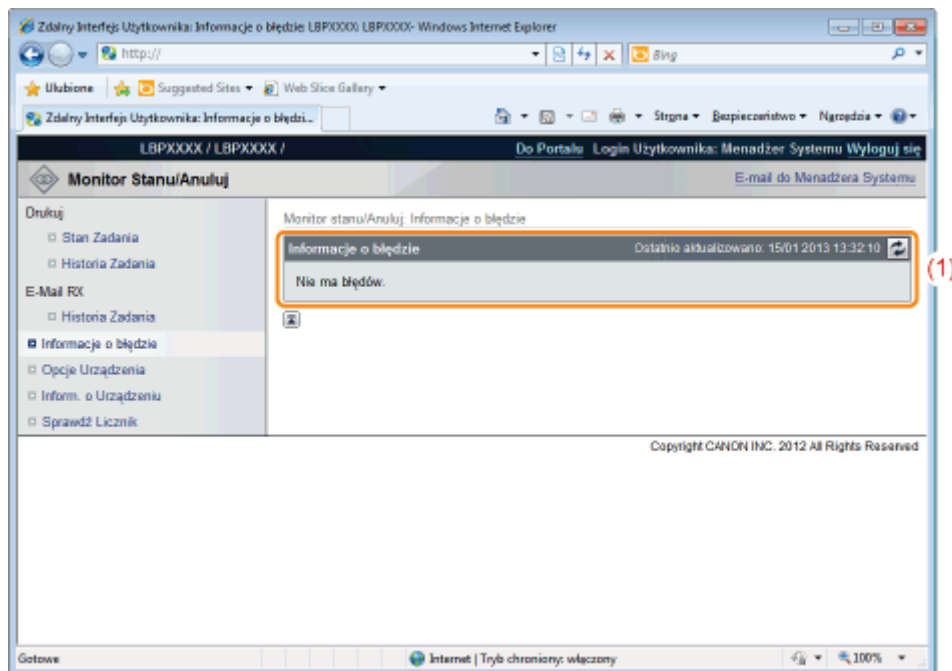 Zdalny Interfejs Użytkownika: Informacje o błędzie: LBPXXXX: LBPXXXX- Windows Internet Explorer
http://
Bing
Ulubione Suggested Sites Web Slice Gallery
Zdalny Interfejs Użytkownika: Informacje o błędzi... Strona Bezpieczeństwo Narzędzia
LBPXXXX / LBPXXXX / Do Portalu Login Użytkownika: Menadżer Systemu Wyloguj się
Monitor Stanu/Anuluj E-mail do Menadżera Systemu
Drukuj
Stan Zadania
Historia Zadania
E-Mail RX
Historia Zadania
Informacje o błędzie
Opcje Urządzenia
Inform. o Urządzeniu
Sprawdź Licznik
Monitor stanu/Anuluj: Informacje o błędzie
Informacje o błędzie Ostatnio aktualizowano: 15/01 2013 13:32:10
(1)
Nie ma błędów.
Copyright CANON INC. 2012 All Rights Reserved
Gotowe Internet | Tryb chroniony: włączony 100%